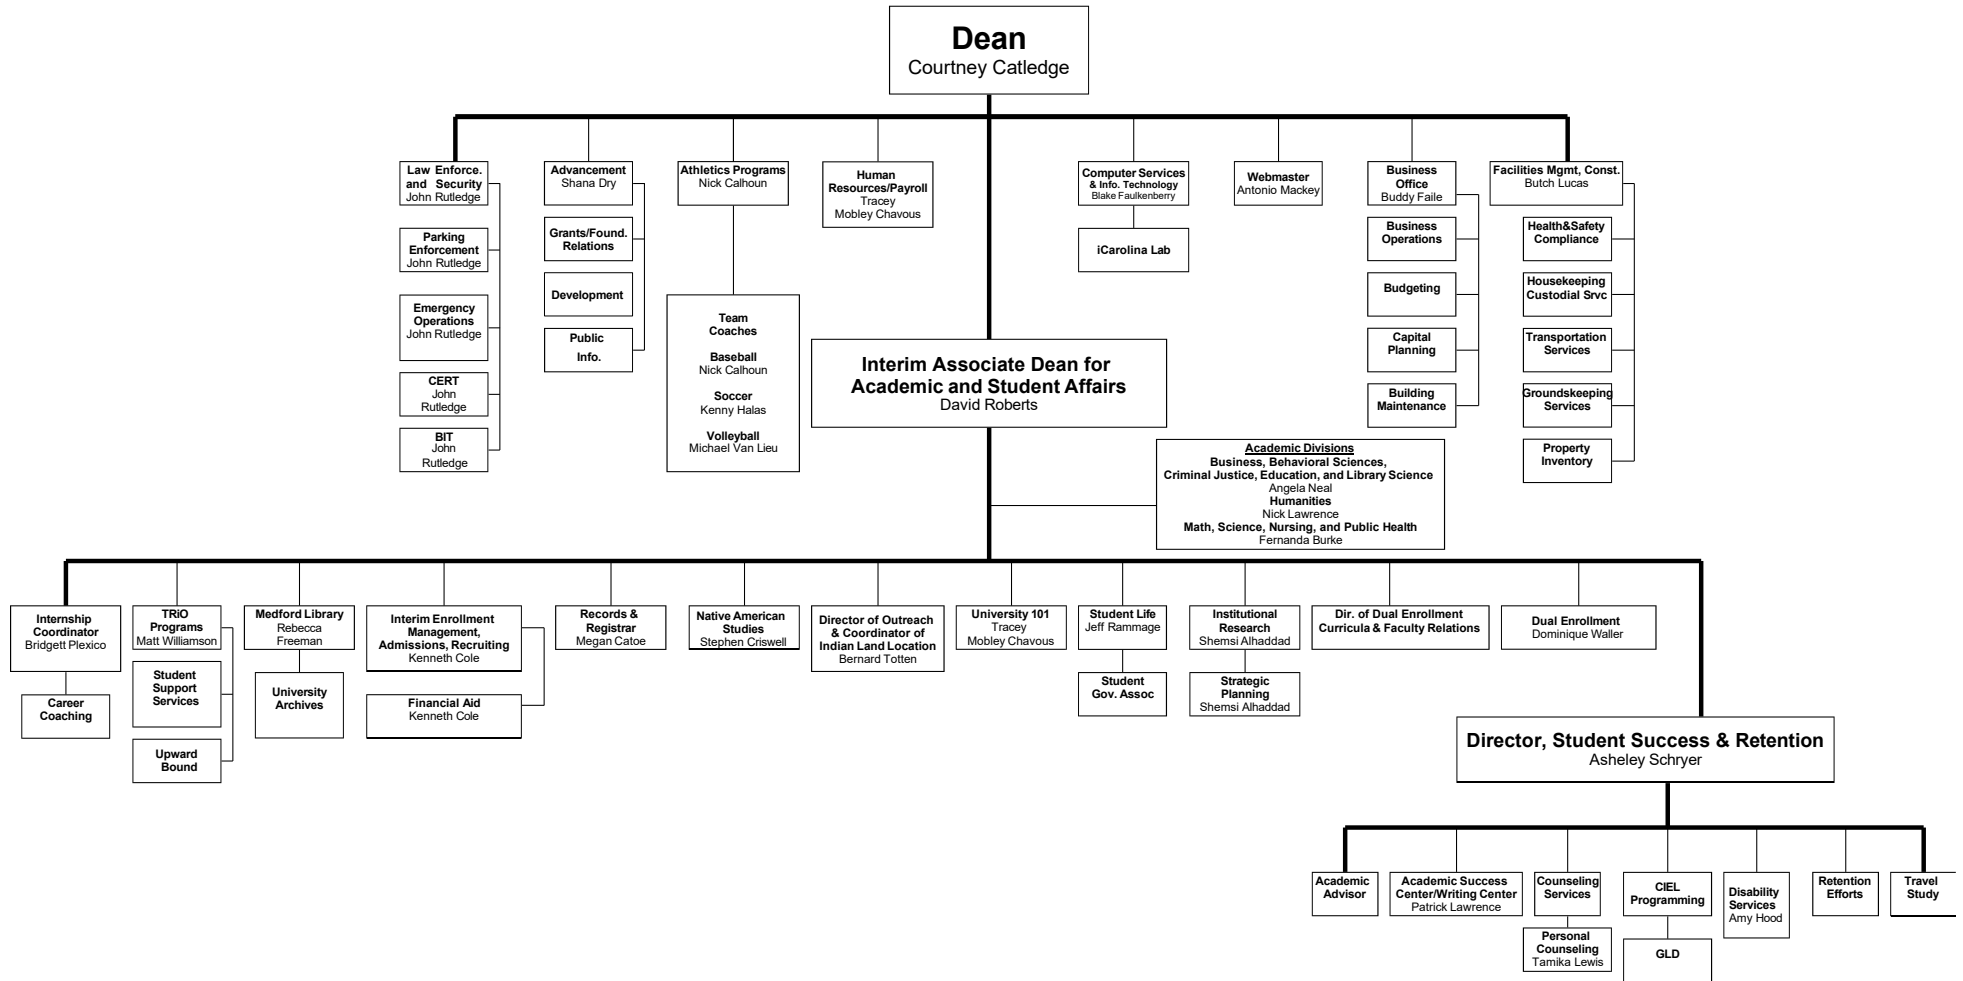 Dean
Courtney Catledge
Law Enforce.
and Security
John Rutledge
Parking
Enforcement
John Rutledge
Emergency
Operations
John Rutledge
CERT
John
Rutledge
BIT
John
Rutledge
Advancement
Shana Dry
Grants/Found.
Relations
Development
Public
Info.
Athletics Programs
Nick Calhoun
Team
Coaches
Baseball
Nick Calhoun
Soccer
Kenny Halas
Volleyball
Michael Van Lieu
Human
Resources/Payroll
Tracey
Mobley Chavous
Computer Services
& Info. Technology
Blake Faulkenberry
iCarolina Lab
Webmaster
Antonio Mackey
Business
Office
Buddy Faile
Business
Operations
Budgeting
Capital
Planning
Building
Maintenance
Facilities Mgmt, Const.
Butch Lucas
Health&Safety
Compliance
Housekeeping
Custodial Srvc
Transportation
Services
Groundskeeping
Services
Property
Inventory
Interim Associate Dean for
Academic and Student Affairs
David Roberts
Academic Divisions
Business, Behavioral Sciences,
Criminal Justice, Education, and Library Science
Angela Neal
Humanities
Nick Lawrence
Math, Science, Nursing, and Public Health
Fernanda Burke
Internship
Coordinator
Bridgett Plexico
Career
Coaching
TRiO
Programs
Matt Williamson
Student
Support
Services
Upward
Bound
Medford Library
Rebecca
Freeman
University
Archives
Interim Enrollment
Management,
Admissions, Recruiting
Kenneth Cole
Financial Aid
Kenneth Cole
Records &
Registrar
Megan Catoe
Native American
Studies
Stephen Criswell
Director of Outreach
& Coordinator of
Indian Land Location
Bernard Totten
University 101
Tracey
Mobley Chavous
Student Life
Jeff Rammage
Student
Gov. Assoc
Institutional
Research
Shemsi Alhaddad
Strategic
Planning
Shemsi Alhaddad
Dir. of Dual Enrollment
Curricula & Faculty Relations
Dual Enrollment
Dominique Waller
Director, Student Success & Retention
Asheley Schryer
Academic
Advisor
Academic Success
Center/Writing Center
Patrick Lawrence
Counseling
Services
Personal
Counseling
Tamika Lewis
CIEL
Programming
GLD
Disability
Services
Amy Hood
Retention
Efforts
Travel
Study